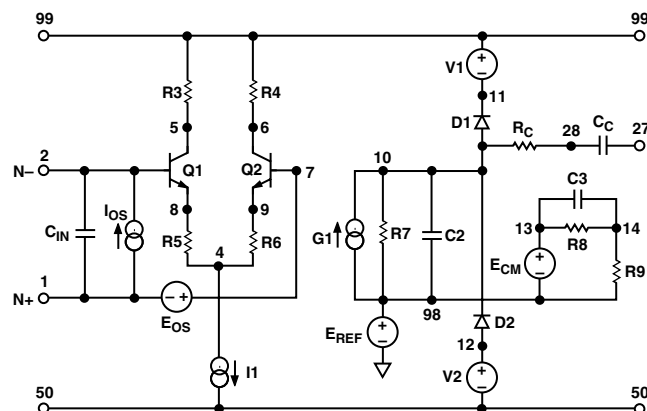 99 99
V1 + −
11
R3 R4
D1
5 6
RC 28 CC 27
N− 2
Q1 Q2 7
10
IOS
8 9
CIN
C3
G1 R7 C2
13 R8 14
R5 4 R6
ECM + −
R9
N+ 1
− +
EOS
98
EREF + −
D2
12
I1
V2 + −
50 50